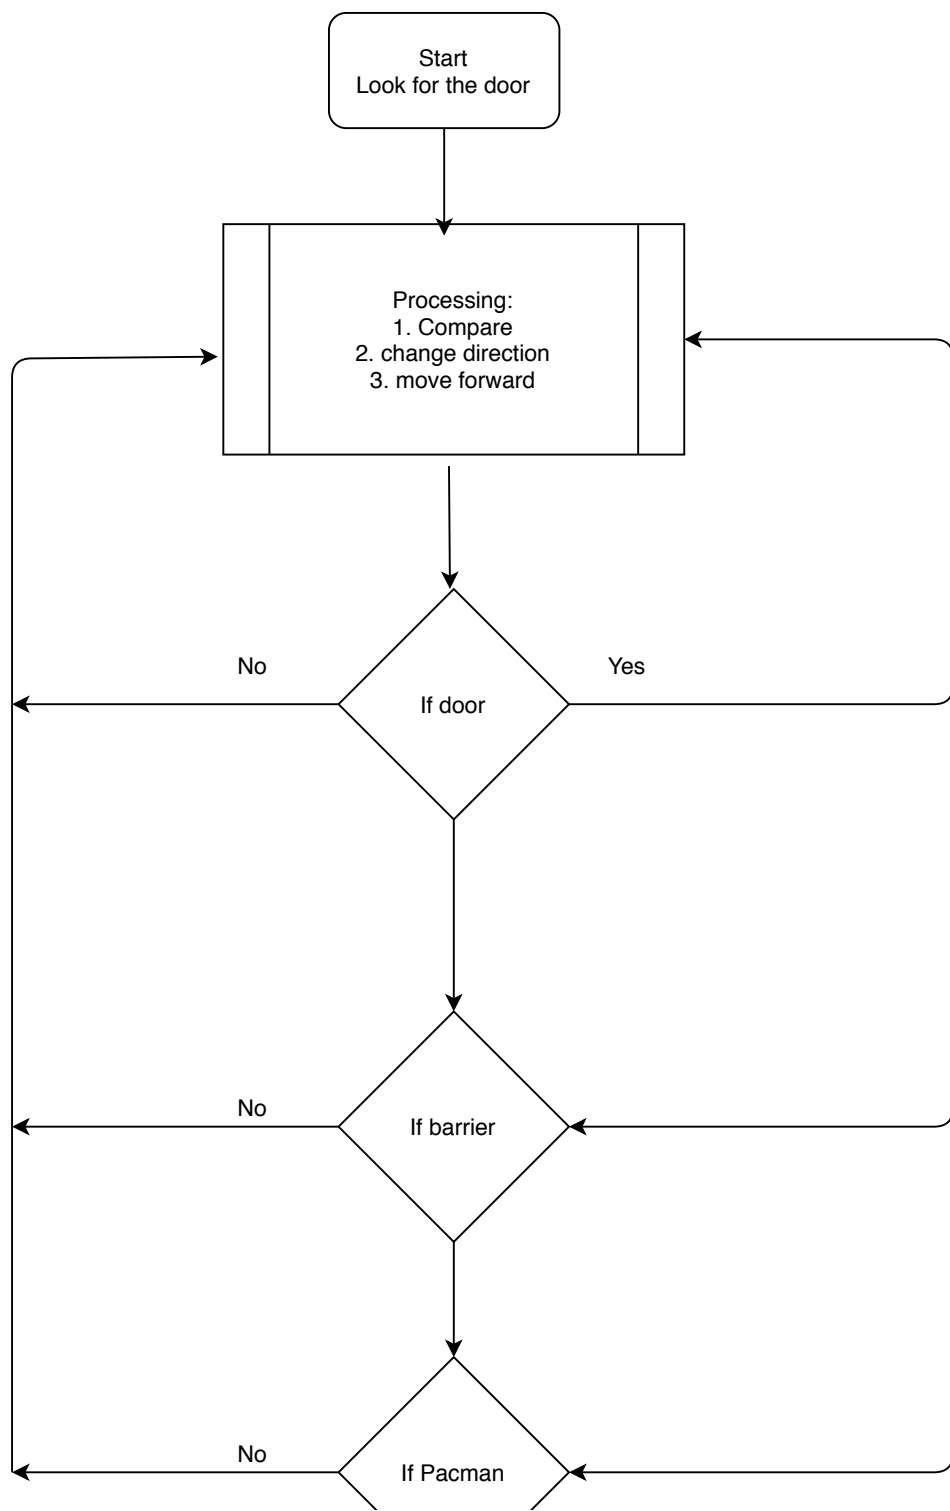 Start
Look for the door
Processing:
1. Compare
2. change direction
3. move forward
No
Yes
If door
No
If barrier
No
If Pacman